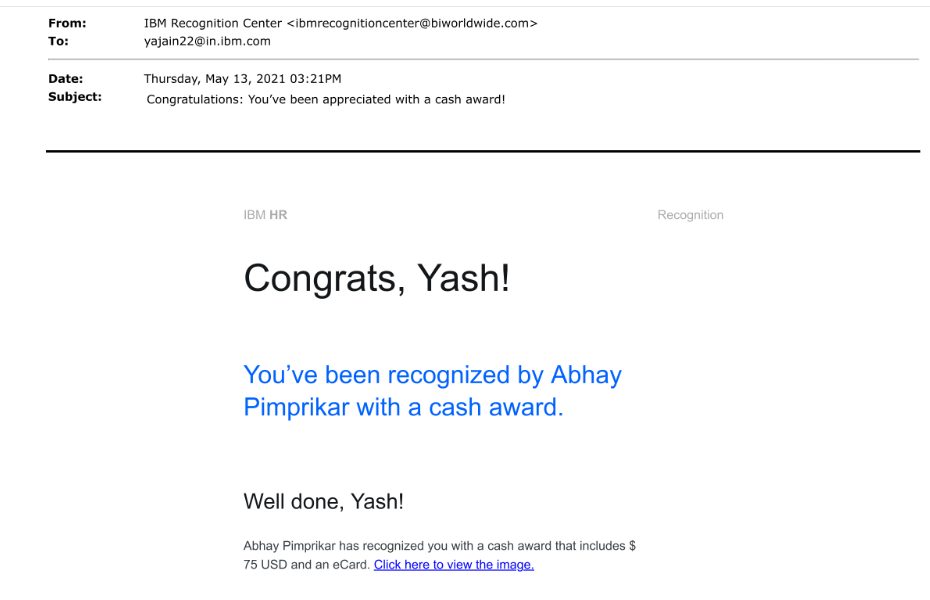 From: IBM Recognition Center <ibmrecognitioncenter@biworldwide.com>
To: yajain22@in.ibm.com
Date: Thursday, May 13, 2021 03:21PM
Subject: Congratulations: You’ve been appreciated with a cash award!
IBM HR Recognition
Congrats, Yash!
You’ve been recognized by Abhay
Pimprikar with a cash award.
Well done, Yash!
Abhay Pimprikar has recognized you with a cash award that includes $
75 USD and an eCard. Click here to view the image.